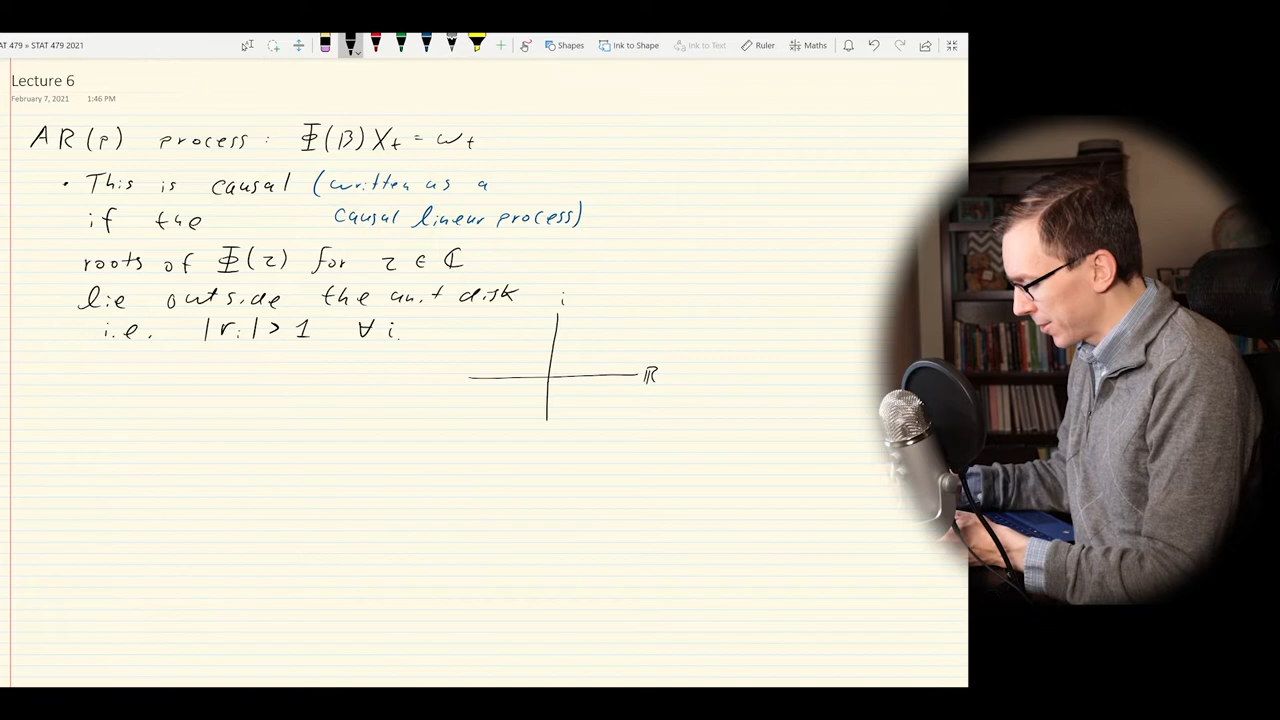 AT 479 » STAT 479 2021
Shapes
Ink to Shape
Ink to Text
Ruler
Maths
Lecture 6
February 7, 2021 1:46 PM
AR(p) process: Φ(B)Xₜ = ωₜ
• This is causal (written as a
if the causal linear process)
roots of Φ(z) for z ∈ ℂ
lie outside the unit disk
i.e. |rᵢ| > 1 ∀ i.
i
ℝ